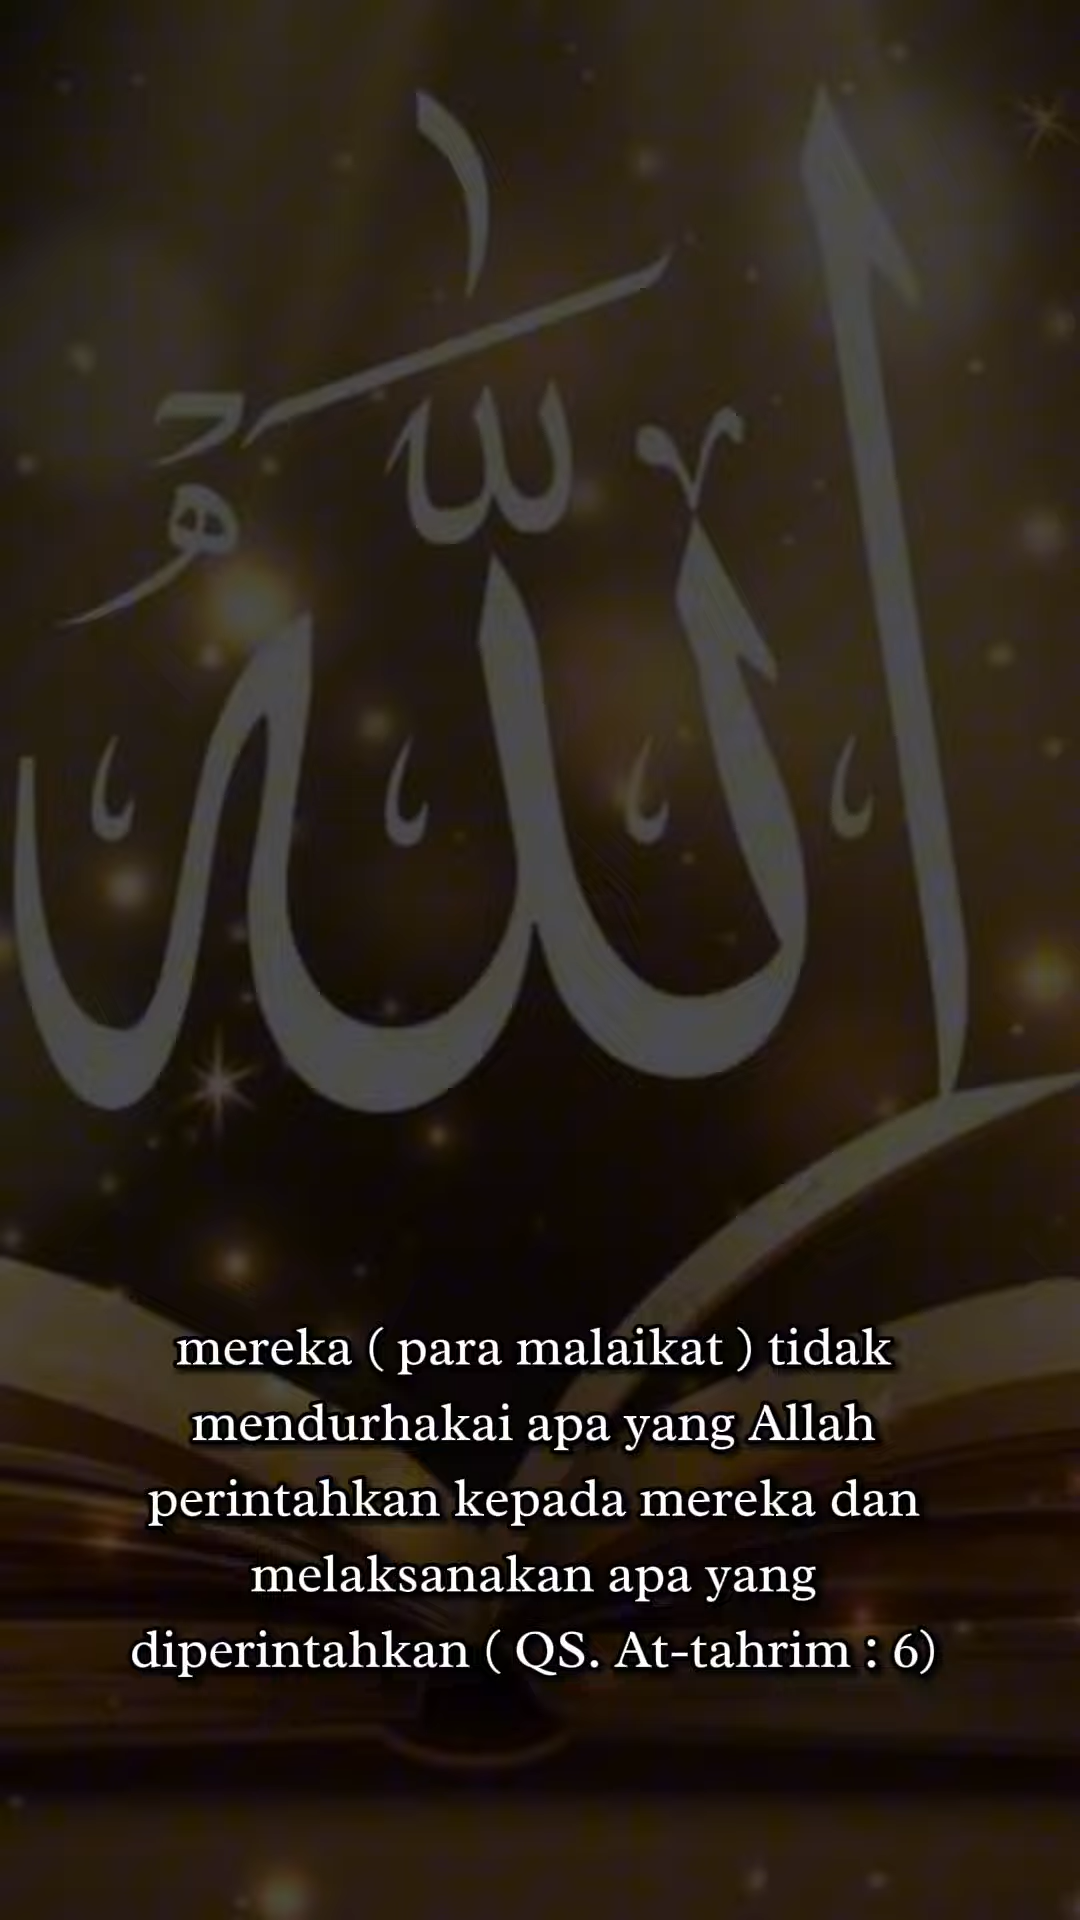 الله
mereka ( para malaikat ) tidak
mendurhakai apa yang Allah
perintahkan kepada mereka dan
melaksanakan apa yang
diperintahkan ( QS. At-tahrim : 6)